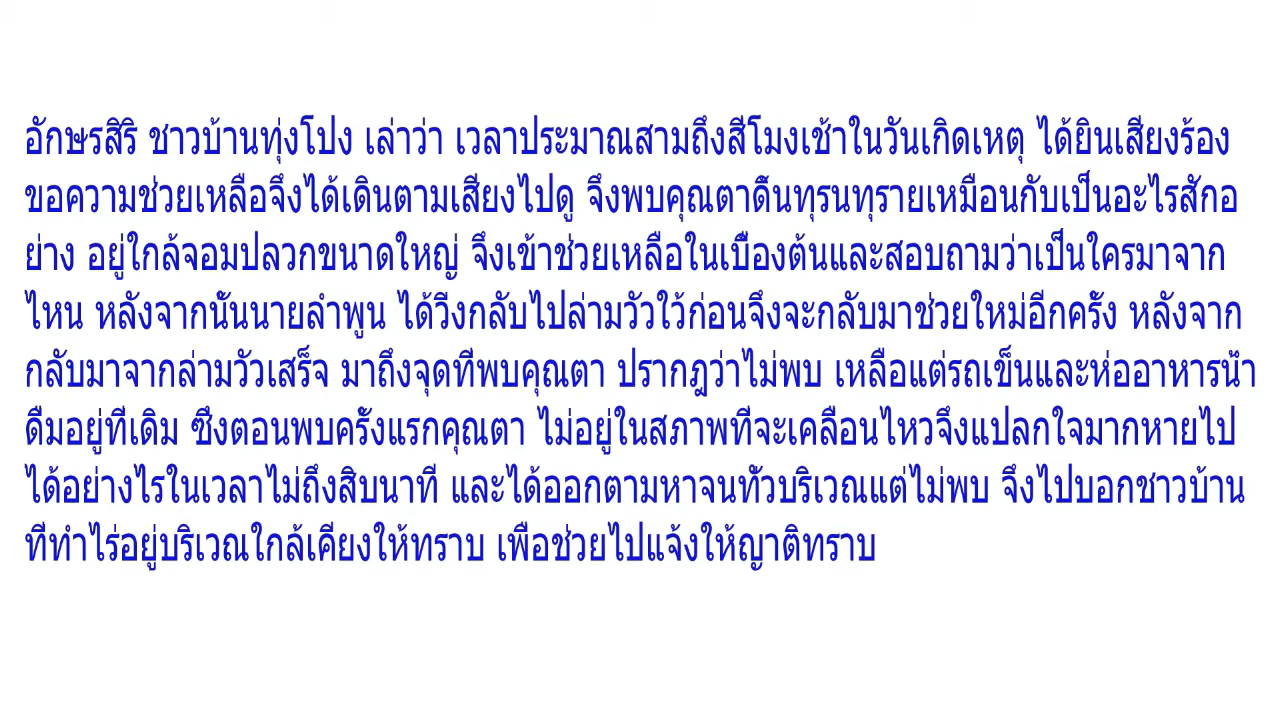 อักษรสิริ ชาวบ้านทุ่งโปง เล่าว่า เวลาประมาณสามถึงสี่โมงเช้าในวันเกิดเหตุ ได้ยินเสียงร้อง
ขอความช่วยเหลือจึงได้เดินตามเสียงไปดู จึงพบคุณตาดิ้นทุรนทุรายเหมือนกับเป็นอะไรสักอ
ย่าง อยู่ใกล้จอมปลวกขนาดใหญ่ จึงเข้าช่วยเหลือในเบื้องต้นและสอบถามว่าเป็นใครมาจาก
ไหน หลังจากนั้นนายลำพูน ได้วิ่งกลับไปล่ามวัวใว้ก่อนจึงจะกลับมาช่วยใหม่อีกครั้ง หลังจาก
กลับมาจากล่ามวัวเสร็จ มาถึงจุดที่พบคุณตา ปรากฎว่าไม่พบ เหลือแต่รถเข็นและห่ออาหารน้ำ
ดื่มอยู่ที่เดิม ซึ่งตอนพบครั้งแรกคุณตา ไม่อยู่ในสภาพที่จะเคลื่อนไหวจึงแปลกใจมากหายไป
ได้อย่างไรในเวลาไม่ถึงสิบนาที และได้ออกตามหาจนทั่วบริเวณแต่ไม่พบ จึงไปบอกชาวบ้าน
ที่ทำไร่อยู่บริเวณใกล้เคียงให้ทราบ เพื่อช่วยไปแจ้งให้ญาติทราบ